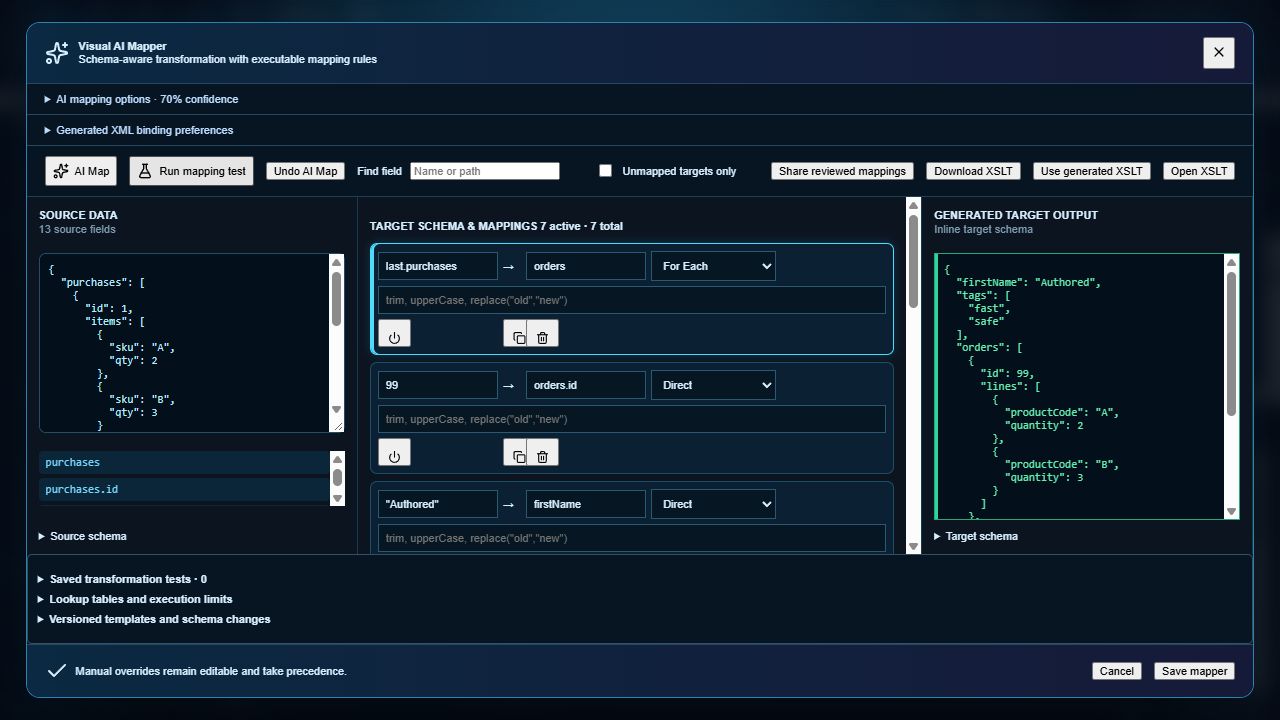 Visual AI Mapper
Schema-aware transformation with executable mapping rules
AI mapping options · 70% confidence
Generated XML binding preferences
AI Map
Run mapping test
Undo AI Map
Find field
Name or path
Unmapped targets only
Share reviewed mappings
Download XSLT
Use generated XSLT
Open XSLT
SOURCE DATA
13 source fields
{
"purchases": [
{
"id": 1,
"items": [
{
"sku": "A",
"qty": 2
},
{
"sku": "B",
"qty": 3
}
purchases
purchases.id
Source schema
TARGET SCHEMA & MAPPINGS 7 active · 7 total
last.purchases → orders For Each
trim, upperCase, replace("old","new")
99 → orders.id Direct
trim, upperCase, replace("old","new")
"Authored" → firstName Direct
trim, upperCase, replace("old","new")
GENERATED TARGET OUTPUT
Inline target schema
{
"firstName": "Authored",
"tags": [
"fast",
"safe"
],
"orders": [
{
"id": 99,
"lines": [
{
"productCode": "A",
"quantity": 2
},
{
"productCode": "B",
"quantity": 3
}
]
},
Target schema
Saved transformation tests · 0
Lookup tables and execution limits
Versioned templates and schema changes
Manual overrides remain editable and take precedence.
Cancel
Save mapper